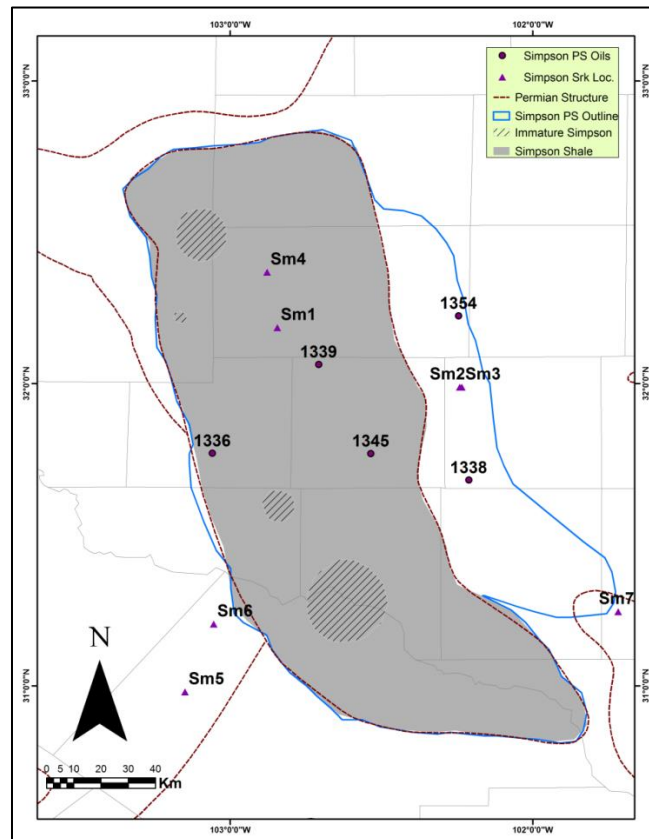 103°0'0"W 102°0'0"W
33°0'0"N
33°0'0"N
Simpson PS Oils
Simpson Srk Loc.
Permian Structure
Simpson PS Outline
Immature Simpson
Simpson Shale
Sm4
Sm1
1354
1339
32°0'0"N
32°0'0"N
Sm2Sm3
1336
1345
1338
Sm7
Sm6
N
Sm5
31°0'0"N
31°0'0"N
0 5 10 20 30 40
Km
103°0'0"W 102°0'0"W